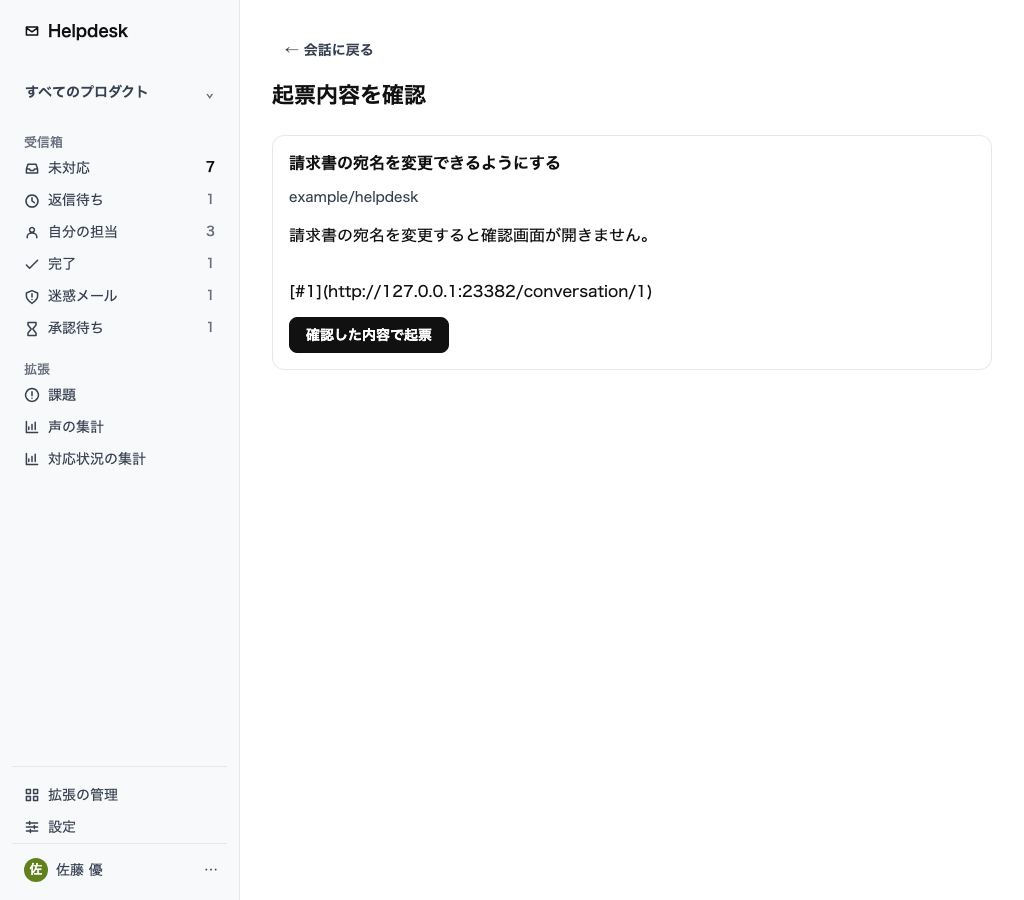 Helpdesk
すべてのプロダクト
受信箱
未対応 7
返信待ち 1
自分の担当 3
完了 1
迷惑メール 1
承認待ち 1
拡張
課題
声の集計
対応状況の集計
拡張の管理
設定
佐 佐藤 優 …
← 会話に戻る
起票内容を確認
請求書の宛名を変更できるようにする
example/helpdesk
請求書の宛名を変更すると確認画面が開きません。
[#1](http://127.0.0.1:23382/conversation/1)
確認した内容で起票